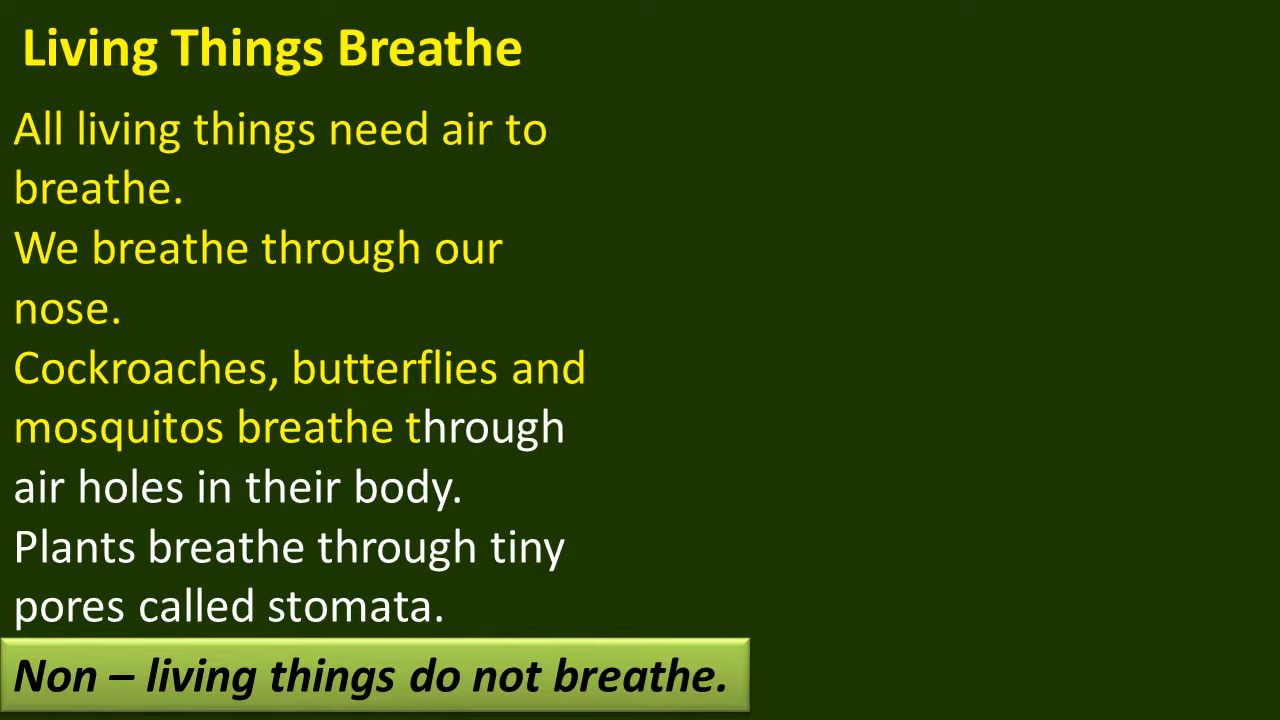 Living Things Breathe
All living things need air to
breathe.
We breathe through our
nose.
Cockroaches, butterflies and
mosquitos breathe through
air holes in their body.
Plants breathe through tiny
pores called stomata.
Non – living things do not breathe.